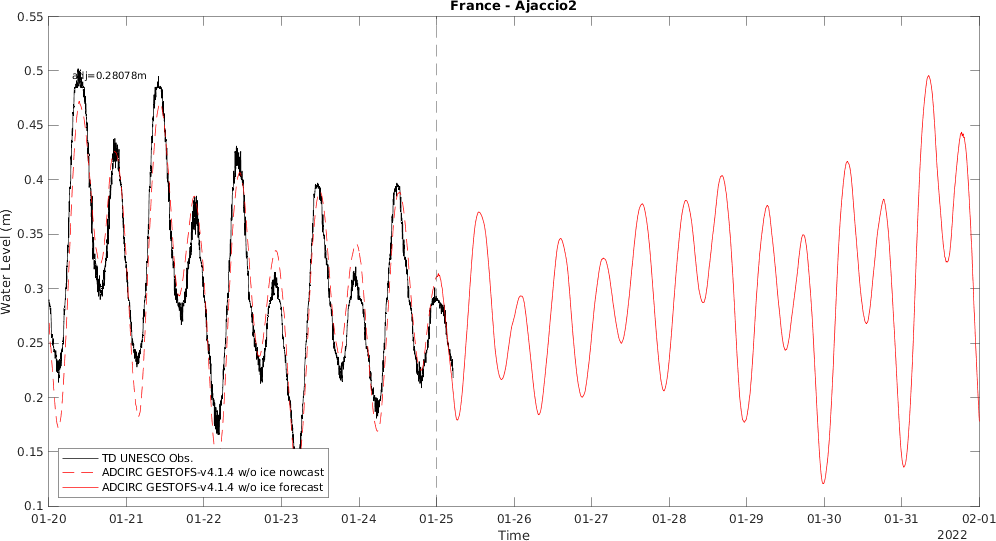 France - Ajaccio2
0.55
0.5
0.45
0.4
0.35
0.3
0.25
0.2
0.15
0.1
Water Level (m)
adj=0.28078m
TD UNESCO Obs.
ADCIRC GESTOFS-v4.1.4 w/o ice nowcast
ADCIRC GESTOFS-v4.1.4 w/o ice forecast
01-20 01-21 01-22 01-23 01-24 01-25 01-26 01-27 01-28 01-29 01-30 01-31 02-01
Time
2022